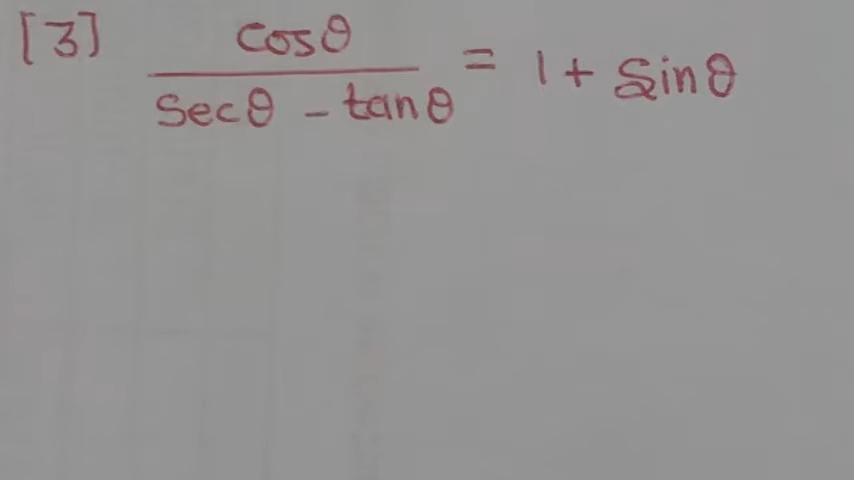 [3] cosθ / secθ - tanθ = 1 + Sinθ